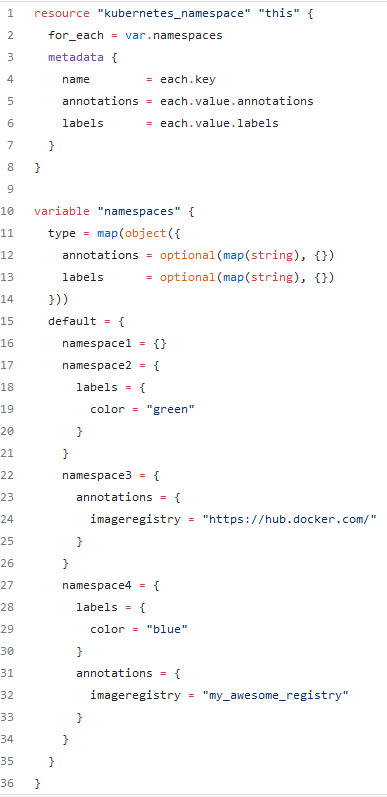 1 resource "kubernetes_namespace" "this" {
2   for_each = var.namespaces
3   metadata {
4     name        = each.key
5     annotations = each.value.annotations
6     labels      = each.value.labels
7   }
8 }
9
10 variable "namespaces" {
11   type = map(object({
12     annotations = optional(map(string), {})
13     labels      = optional(map(string), {})
14   }))
15   default = {
16     namespace1 = {}
17     namespace2 = {
18       labels = {
19         color = "green"
20       }
21     }
22     namespace3 = {
23       annotations = {
24         imageregistry = "https://hub.docker.com/"
25       }
26     }
27     namespace4 = {
28       labels = {
29         color = "blue"
30       }
31       annotations = {
32         imageregistry = "my_awesome_registry"
33       }
34     }
35   }
36 }